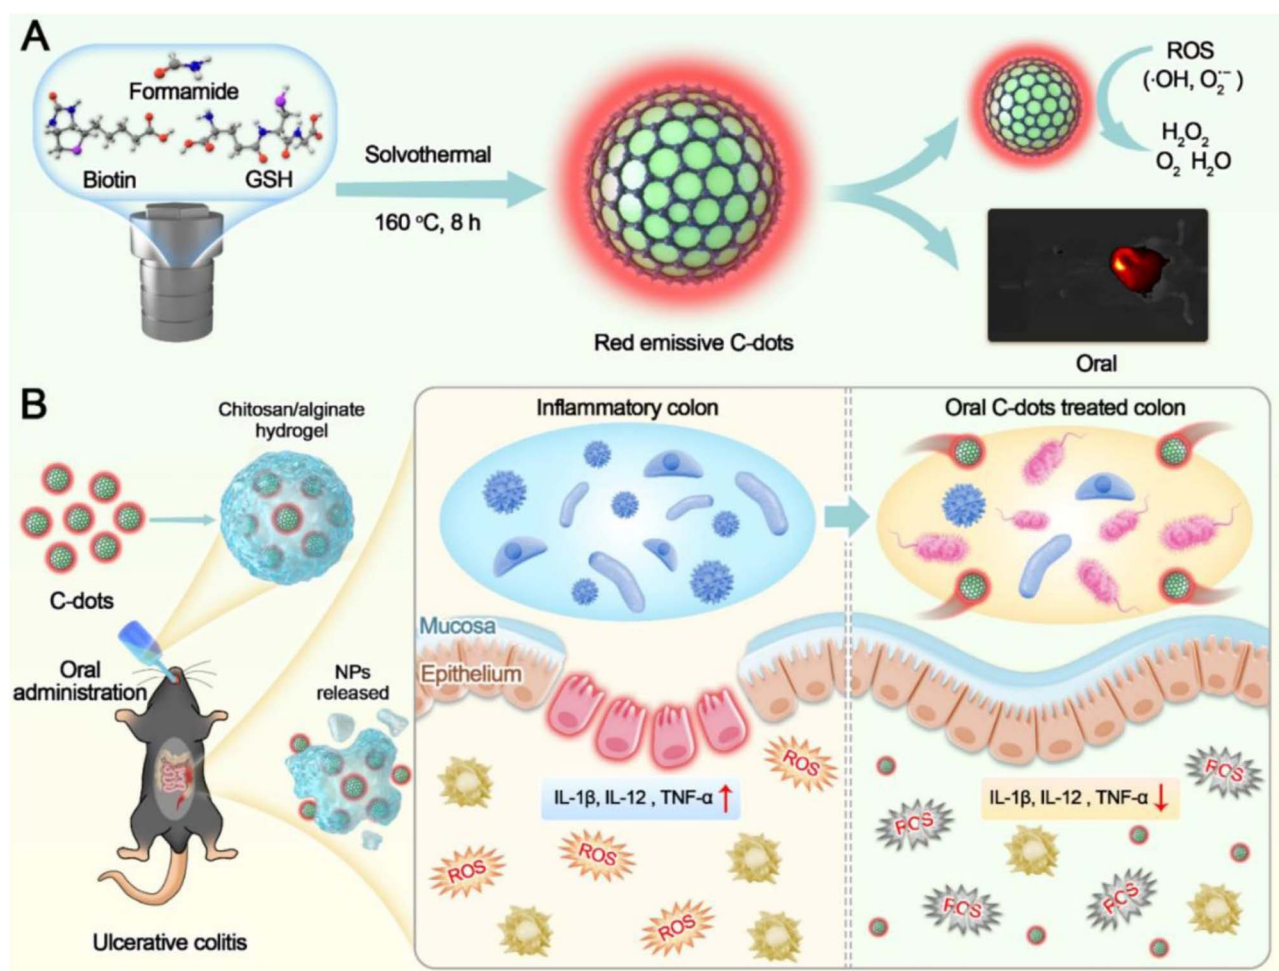 A
Formamide
Biotin
GSH
Solvothermal
160 °C, 8 h
Red emissive C-dots
ROS
(·OH, O₂˙⁻)
H₂O₂
O₂ H₂O
Oral
B
Chitosan/alginate
hydrogel
C-dots
Oral
administration
NPs
released
Ulcerative colitis
Inflammatory colon
Mucosa
Epithelium
ROS
IL-1β, IL-12 , TNF-α
ROS
ROS
ROS
Oral C-dots treated colon
ROS
IL-1β, IL-12 , TNF-α
ROS
ROS
ROS